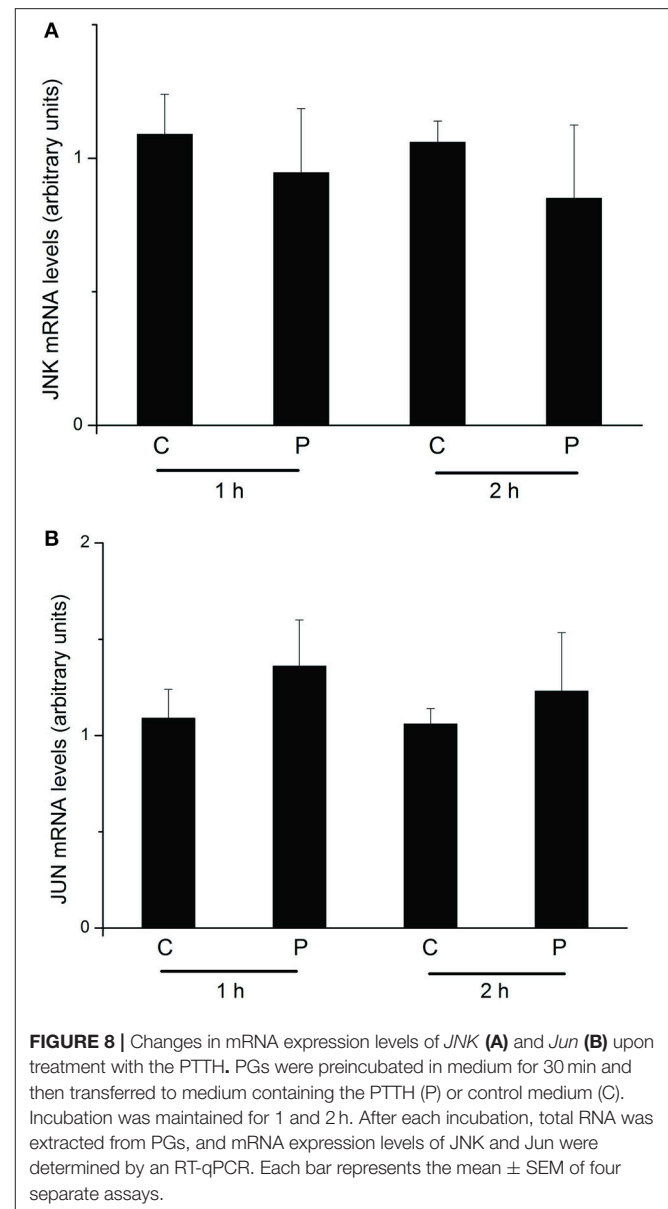 A
JNK mRNA levels (arbitrary units)
1
0
C P C P
1 h 2 h
B
JUN mRNA levels (arbitrary units)
2
1
0
C P C P
1 h 2 h
FIGURE 8 | Changes in mRNA expression levels of JNK (A) and Jun (B) upon
treatment with the PTTH. PGs were preincubated in medium for 30 min and
then transferred to medium containing the PTTH (P) or control medium (C).
Incubation was maintained for 1 and 2 h. After each incubation, total RNA was
extracted from PGs, and mRNA expression levels of JNK and Jun were
determined by an RT-qPCR. Each bar represents the mean ± SEM of four
separate assays.